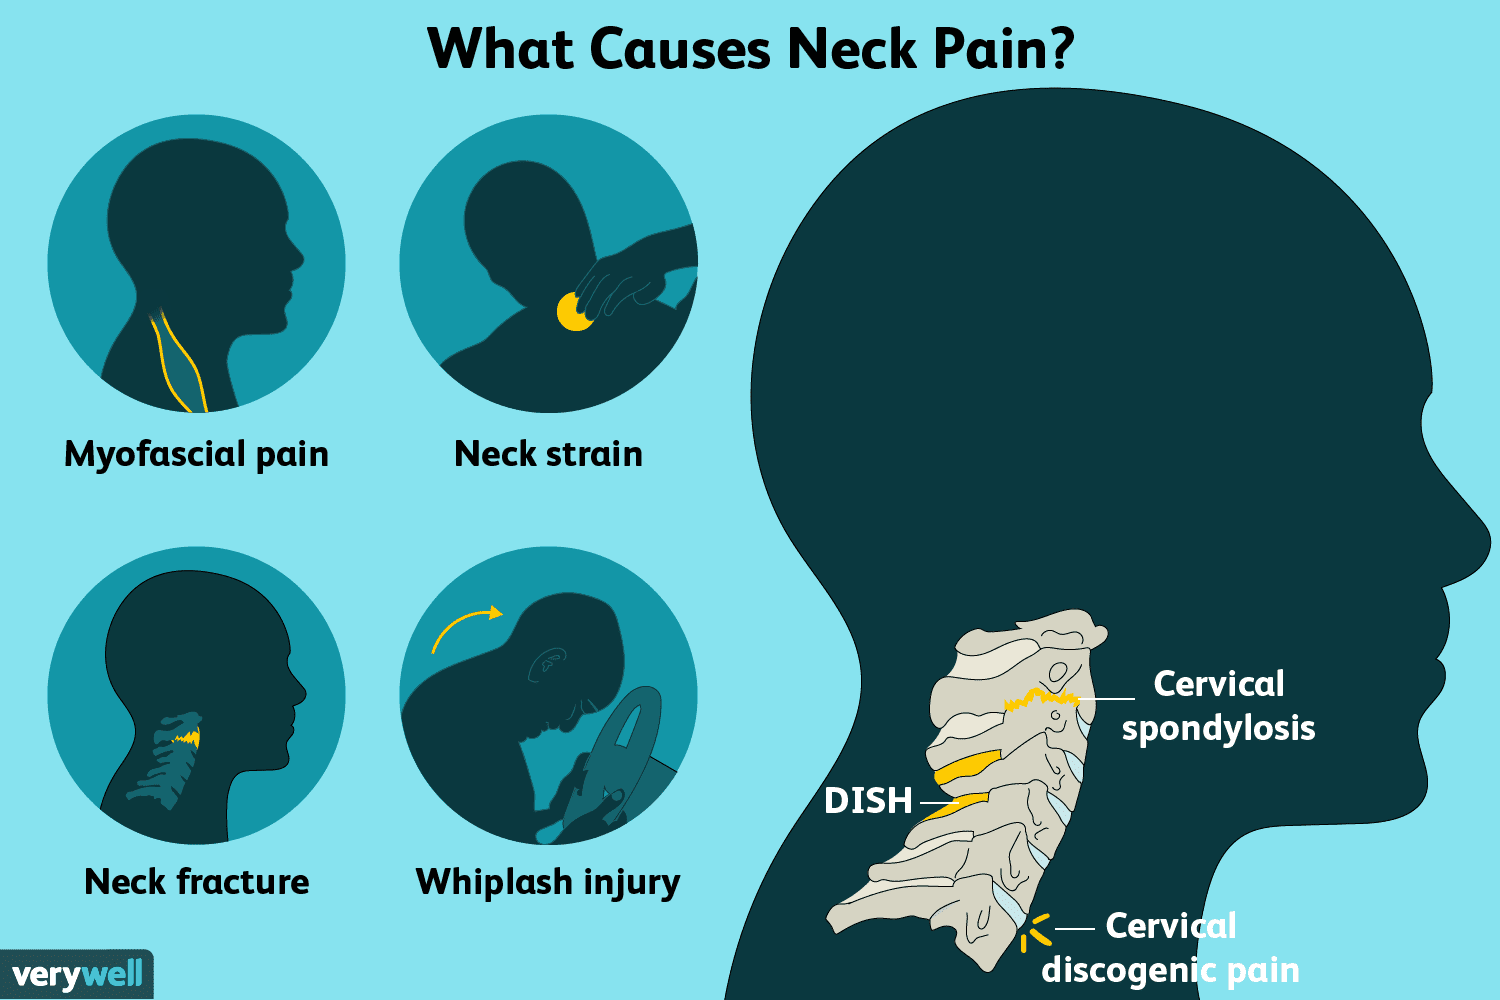 What Causes Neck Pain?
Myofascial pain
Neck strain
Neck fracture
Whiplash injury
Cervical
spondylosis
DISH
Cervical
discogenic pain
verywell